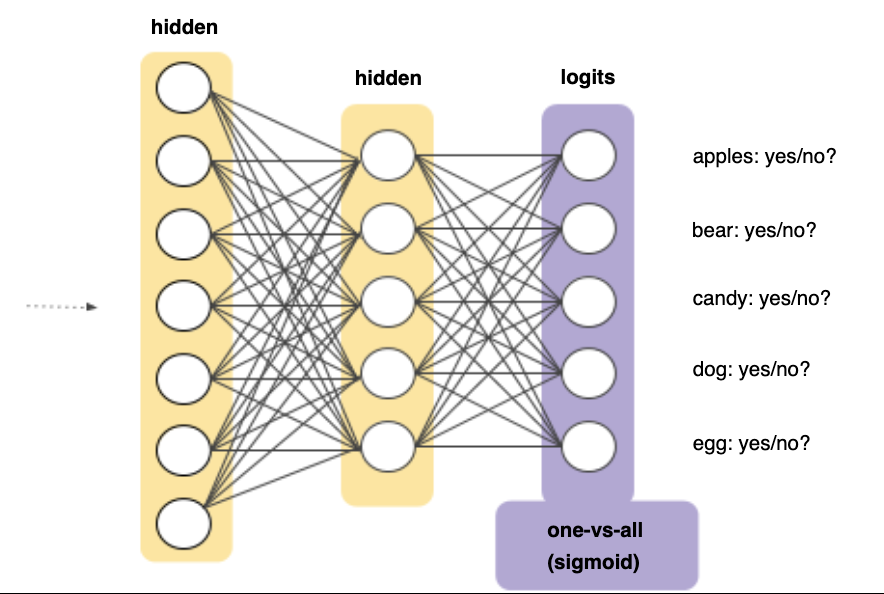 hidden
hidden
logits
apples: yes/no?
bear: yes/no?
candy: yes/no?
dog: yes/no?
egg: yes/no?
one-vs-all
(sigmoid)